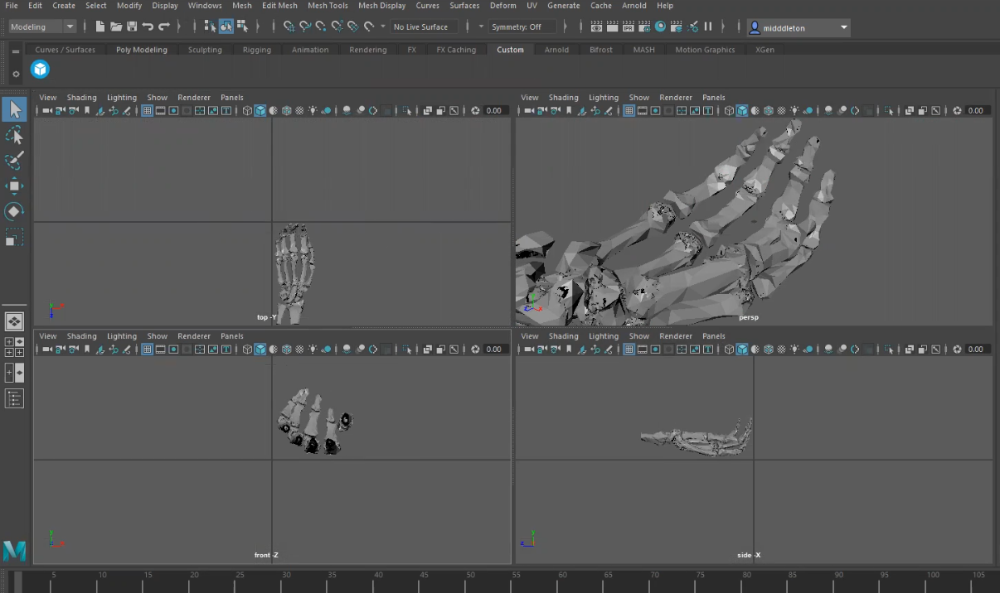 File Edit Create Select Modify Display Windows Mesh Edit Mesh Mesh Tools Mesh Display Curves Surfaces Deform UV Generate Cache Arnold Help
Modeling No Live Surface Symmetry: Off IPR midddleton
Curves / Surfaces Poly Modeling Sculpting Rigging Animation Rendering FX FX Caching Custom Arnold Bifrost MASH Motion Graphics XGen
View Shading Lighting Show Renderer Panels
0.00
top -Y
View Shading Lighting Show Renderer Panels
0.00
persp
View Shading Lighting Show Renderer Panels
0.00
front -Z
View Shading Lighting Show Renderer Panels
0.00
side -X
5 10 15 20 25 30 35 40 45 50 55 60 65 70 75 80 85 90 95 100 105